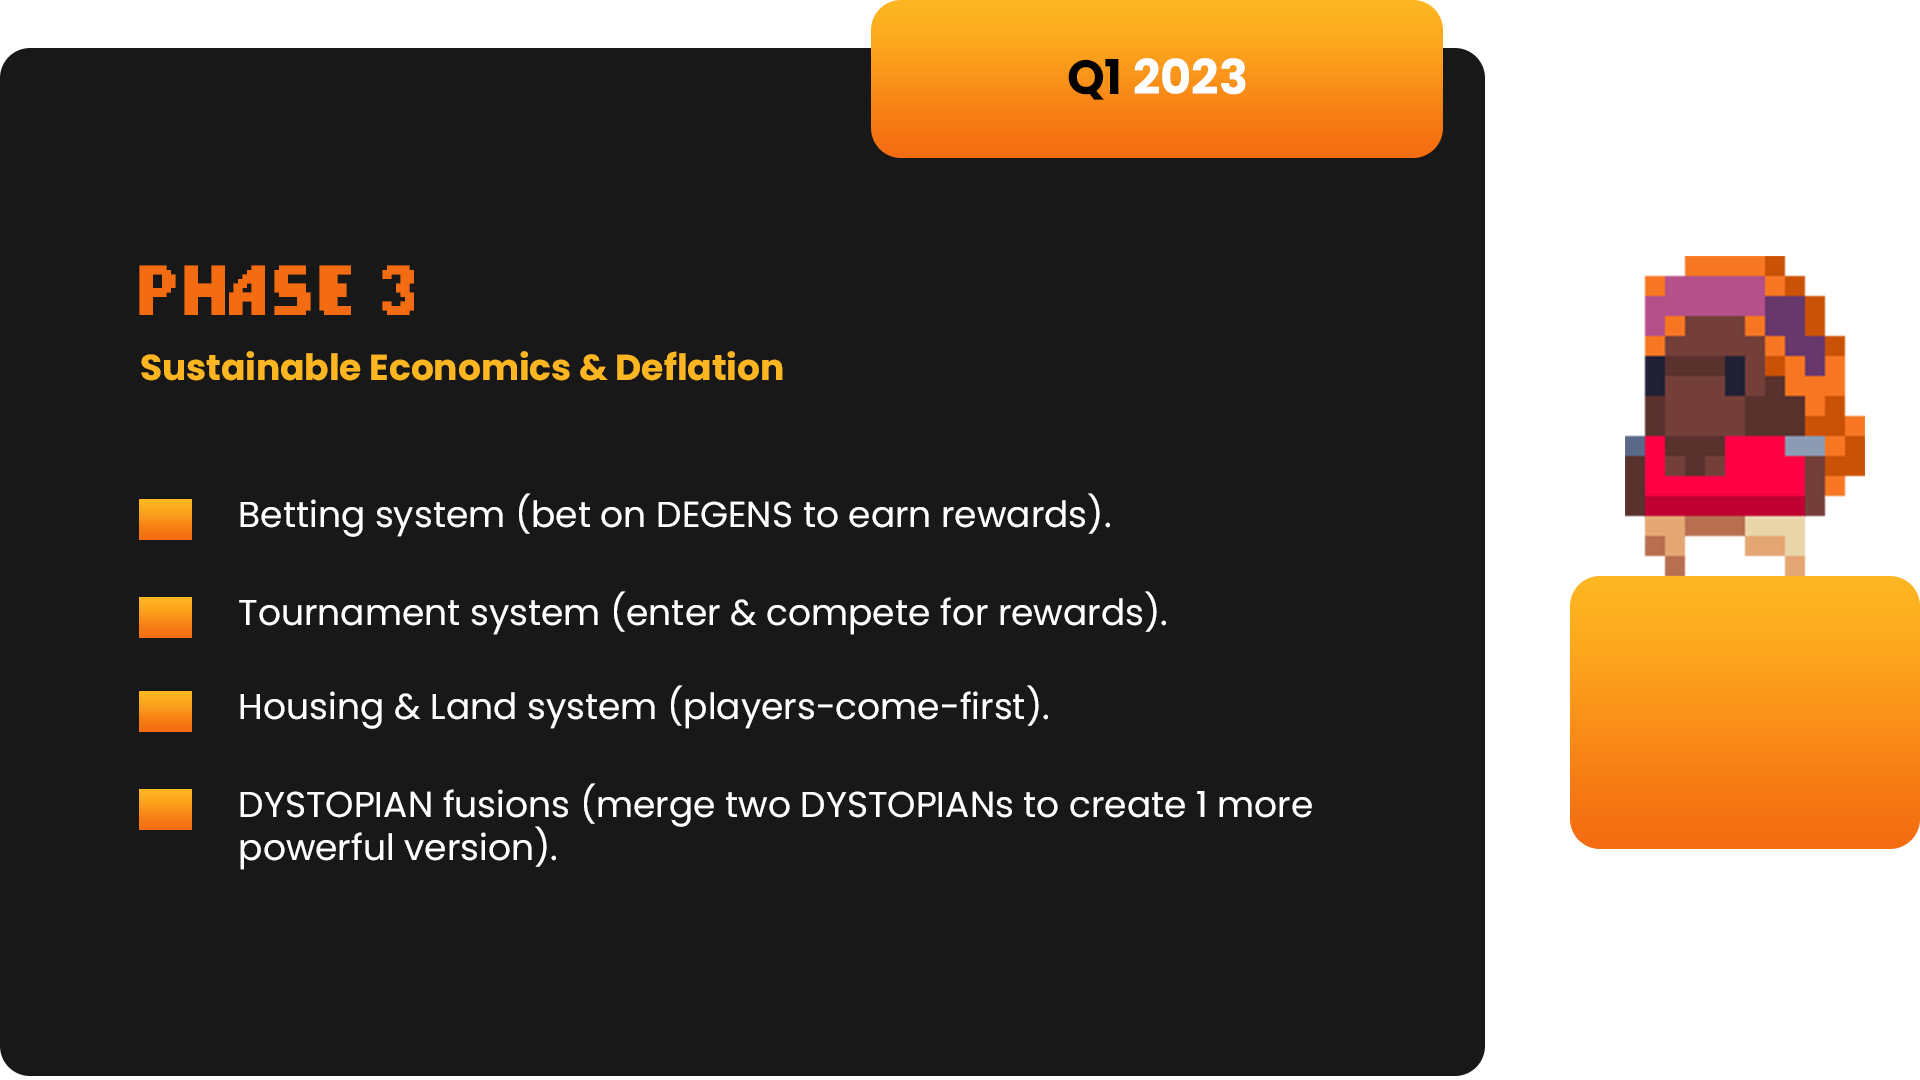 Q1 2023
PHASE 3
Sustainable Economics & Deflation
Betting system (bet on DEGENS to earn rewards).
Tournament system (enter & compete for rewards).
Housing & Land system (players-come-first).
DYSTOPIAN fusions (merge two DYSTOPIANs to create 1 more
powerful version).